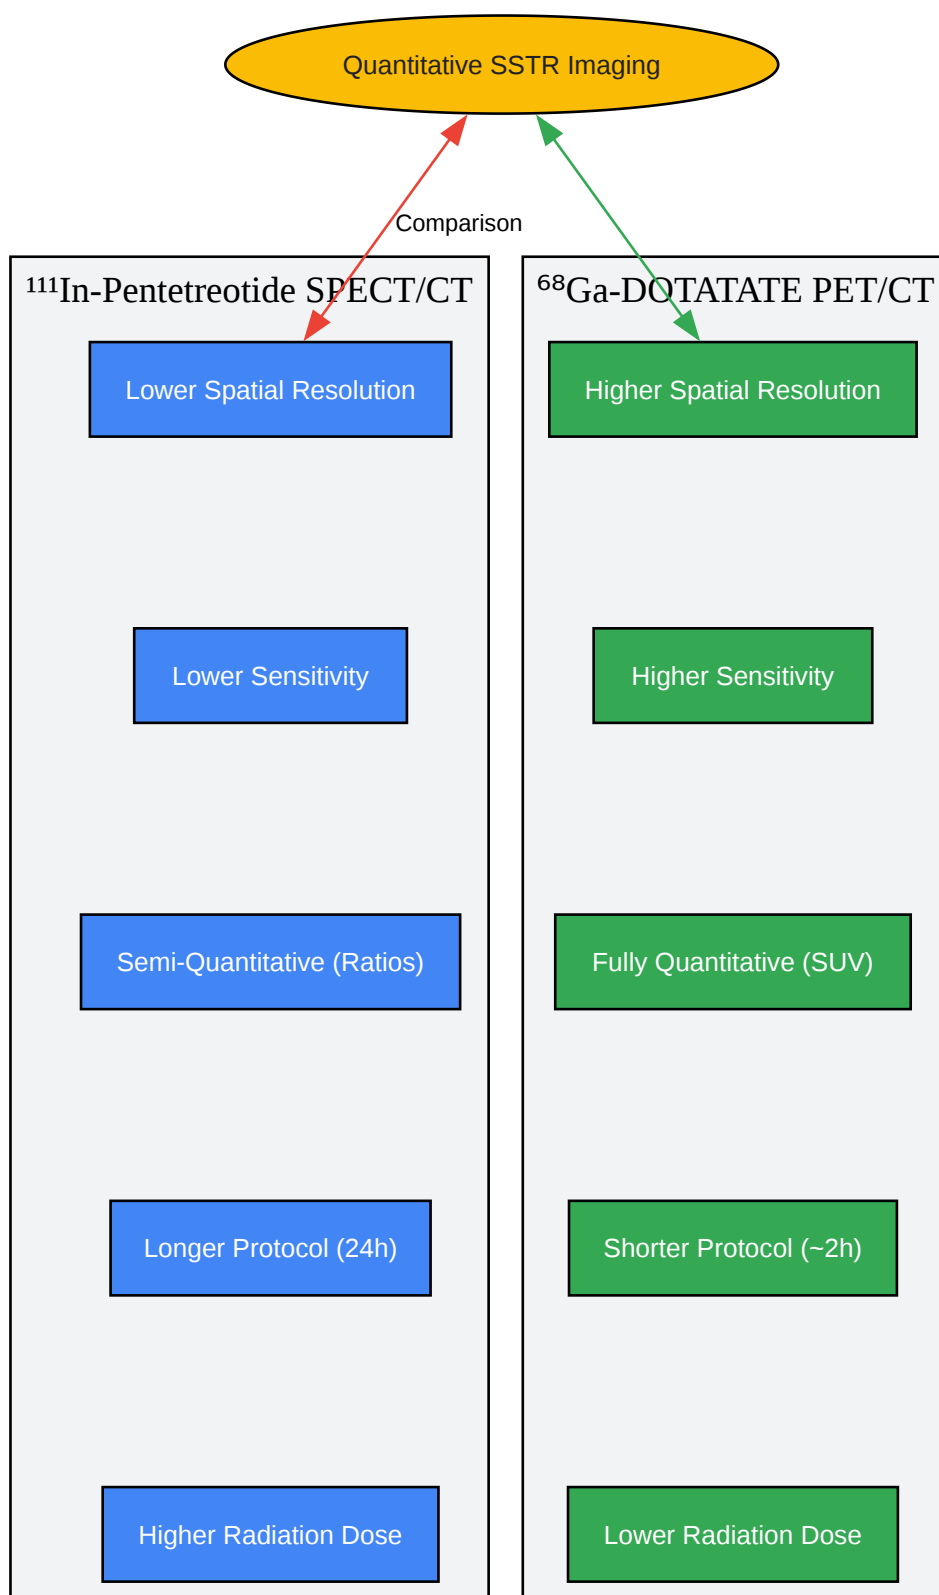 Quantitative SSTR Imaging
Comparison
¹¹¹In-Pentetreotide SPECT/CT
Lower Spatial Resolution
Lower Sensitivity
Semi-Quantitative (Ratios)
Longer Protocol (24h)
Higher Radiation Dose
⁶⁸Ga-DOTATATE PET/CT
Higher Spatial Resolution
Higher Sensitivity
Fully Quantitative (SUV)
Shorter Protocol (~2h)
Lower Radiation Dose